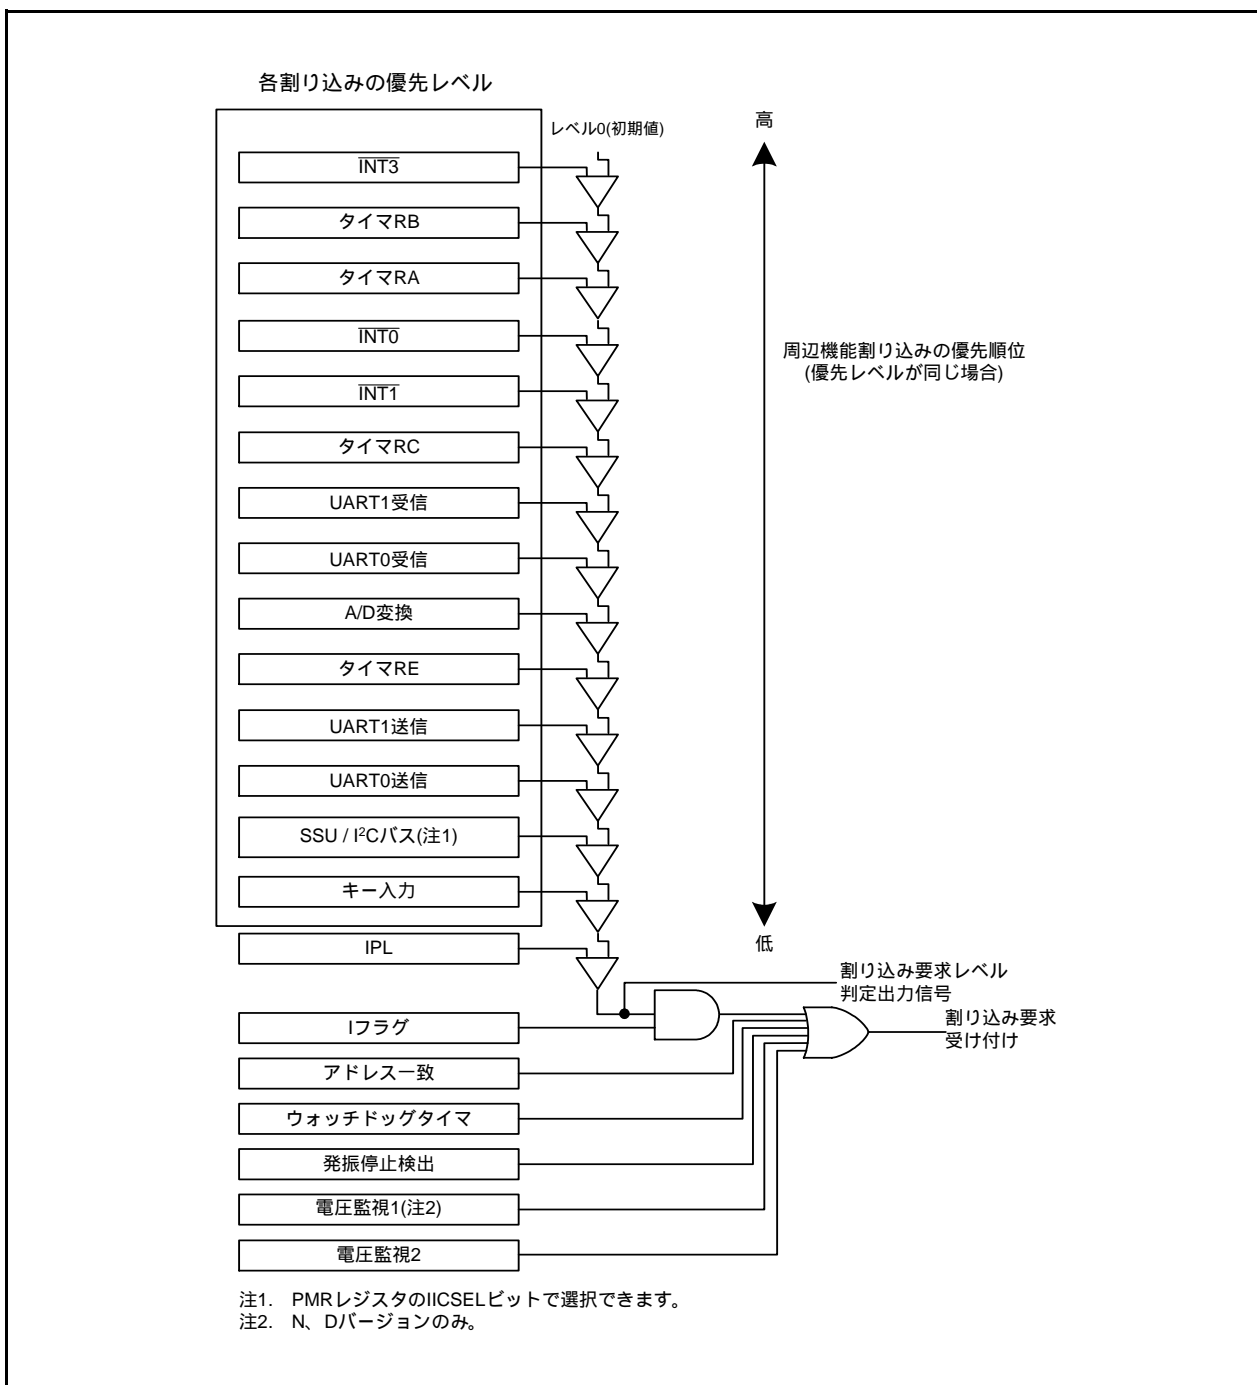 各割り込みの優先レベル
レベル0(初期値)
高
INT3
タイマRB
タイマRA
INT0
周辺機能割り込みの優先順位
(優先レベルが同じ場合)
INT1
タイマRC
UART1受信
UART0受信
A/D変換
タイマRE
UART1送信
UART0送信
SSU / I²Cバス(注1)
キー入力
低
IPL
割り込み要求レベル
判定出力信号
Iフラグ
割り込み要求
受け付け
アドレス一致
ウォッチドッグタイマ
発振停止検出
電圧監視1(注2)
電圧監視2
注1. PMRレジスタのIICSELビットで選択できます。
注2. N、Dバージョンのみ。